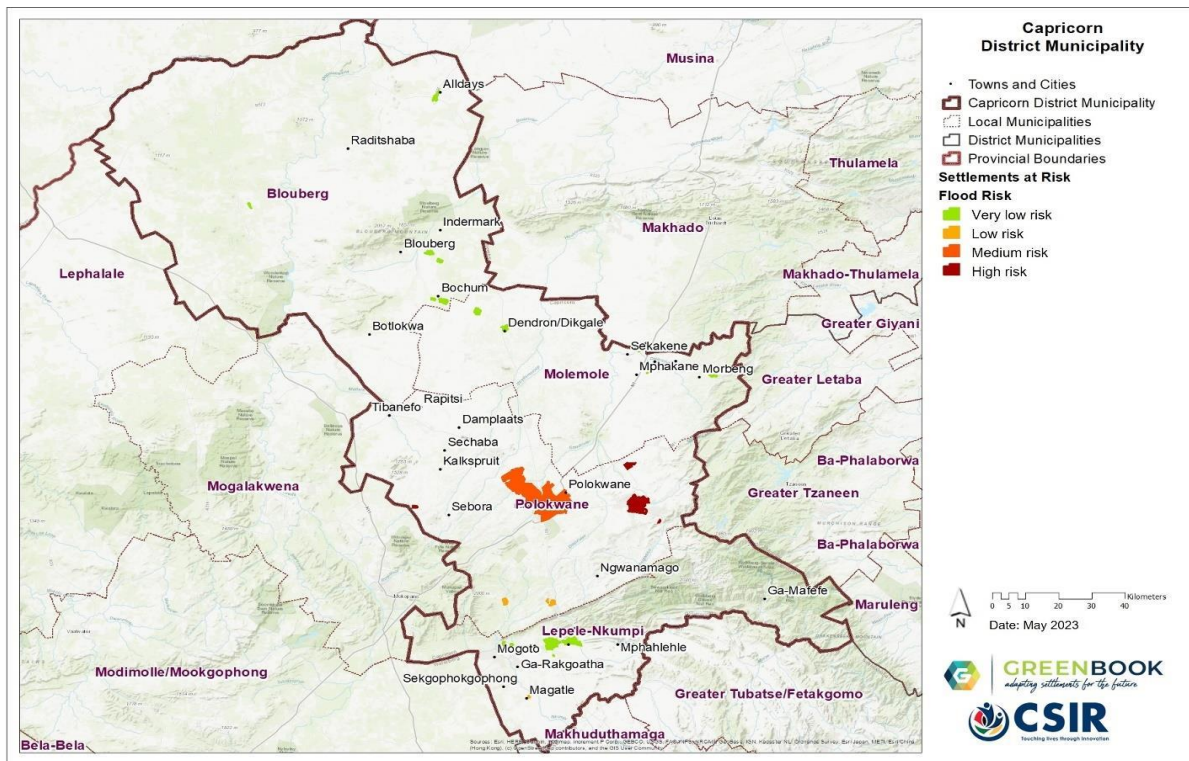 Capricorn
District Municipality
Towns and Cities
Capricorn District Municipality
Local Municipalities
District Municipalities
Provincial Boundaries
Settlements at Risk
Flood Risk
Very low risk
Low risk
Medium risk
High risk
Musina
Alldays
Raditshaba
Thulamela
Blouberg
Indermark
Makhado
Blouberg
Lephalale
Makhado-Thulamela
Bochum
Greater Giyani
Botlokwa
Dendron/Dikgale
Sekakene
Molemole
Mphakane
Morbeng
Greater Letaba
Rapitsi
Tibanefo
Damplaats
Sechaba
Kalkspruit
Ba-Phalaborwa
Mogalakwena
Polokwane
Greater Tzaneen
Polokwane
Sebora
Ba-Phalaborwa
Ngwanamago
Ga-Mafefe
Maruleng
Lepele-Nkumpi
Mogoto
Mphahlehle
Ga-Rakgoatha
Modimolle/Mookgophong
Sekgophokgophong
Magatle
Greater Tubatse/Fetakgomo
Makhuduthamaga
Bela-Bela
N
Kilometers
0 5 10 20 30 40
Date: May 2023
GREENBOOK
adapting settlements for the future
CSIR
Touching lives through innovation